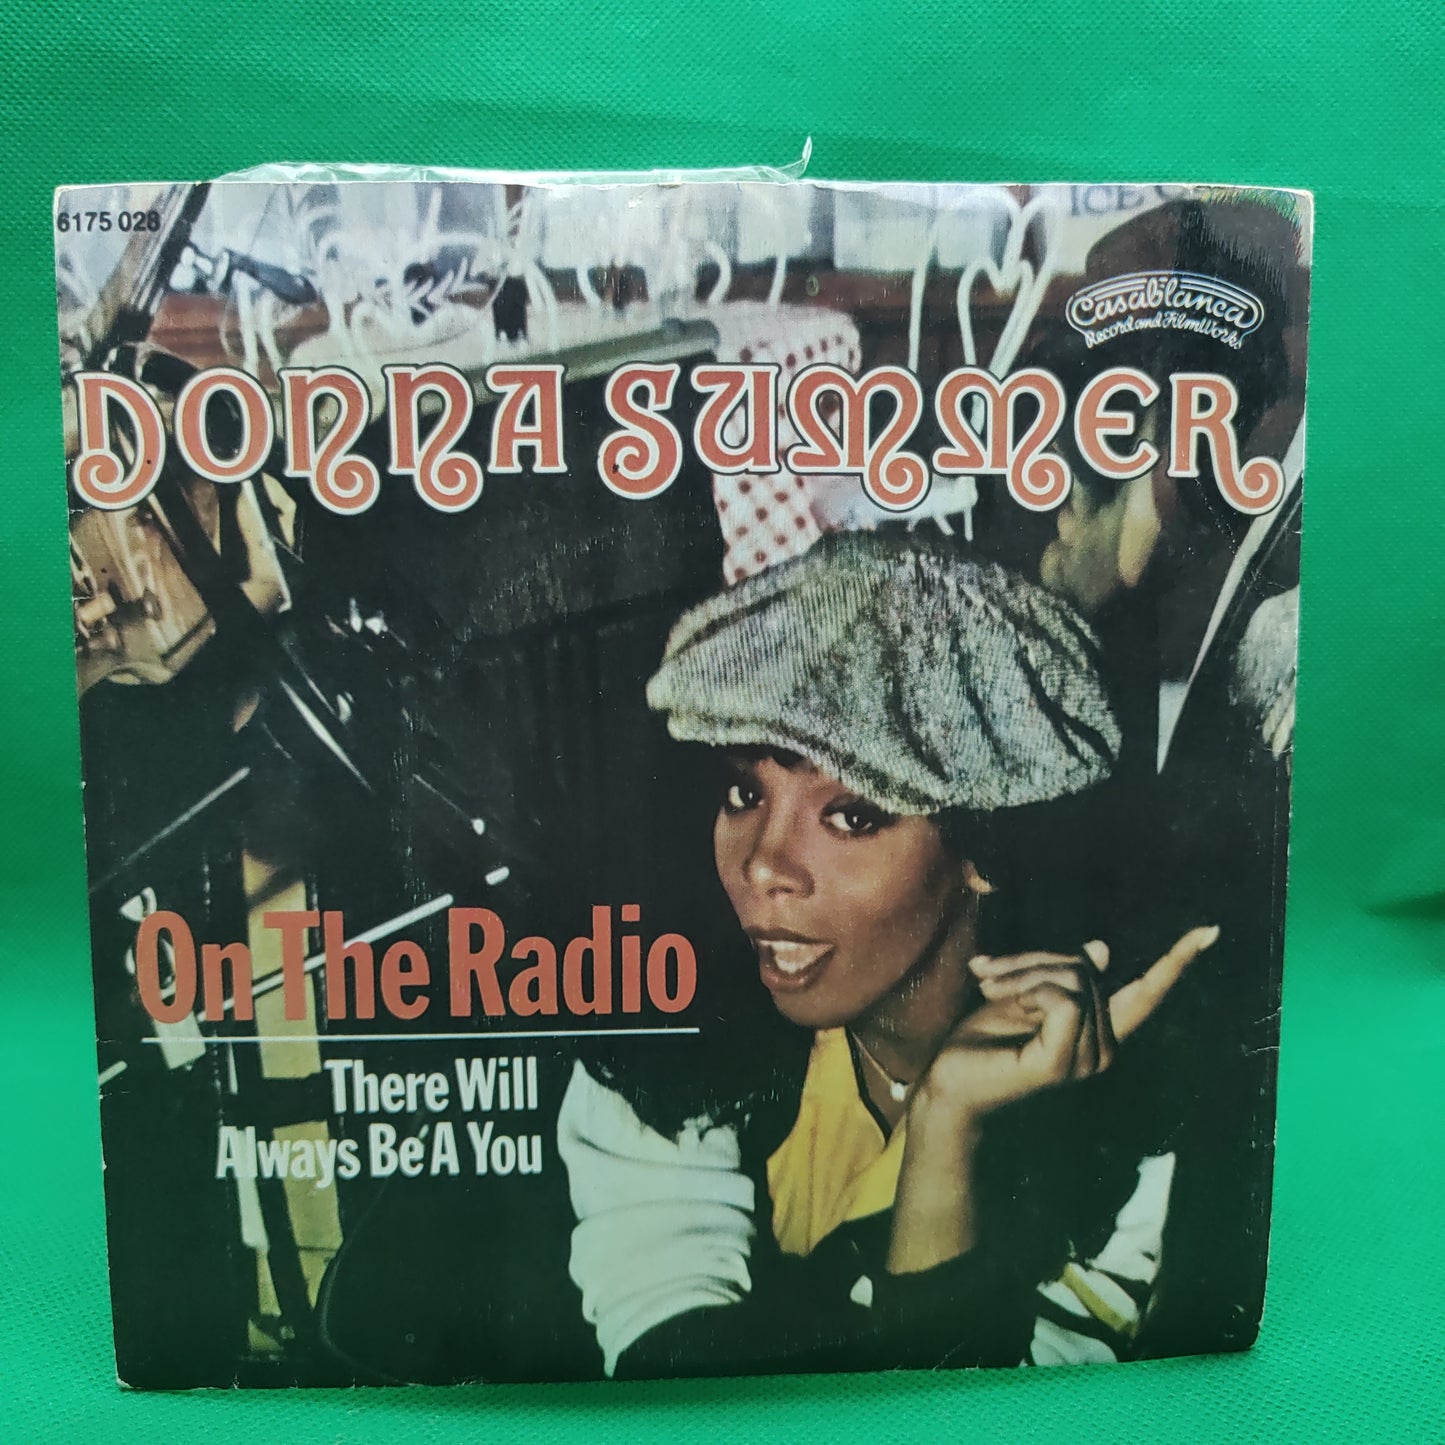 6175 028
Casablanca
Record and FilmWorks
DONNA SUMMER
On The Radio
There Will
Always Be A You